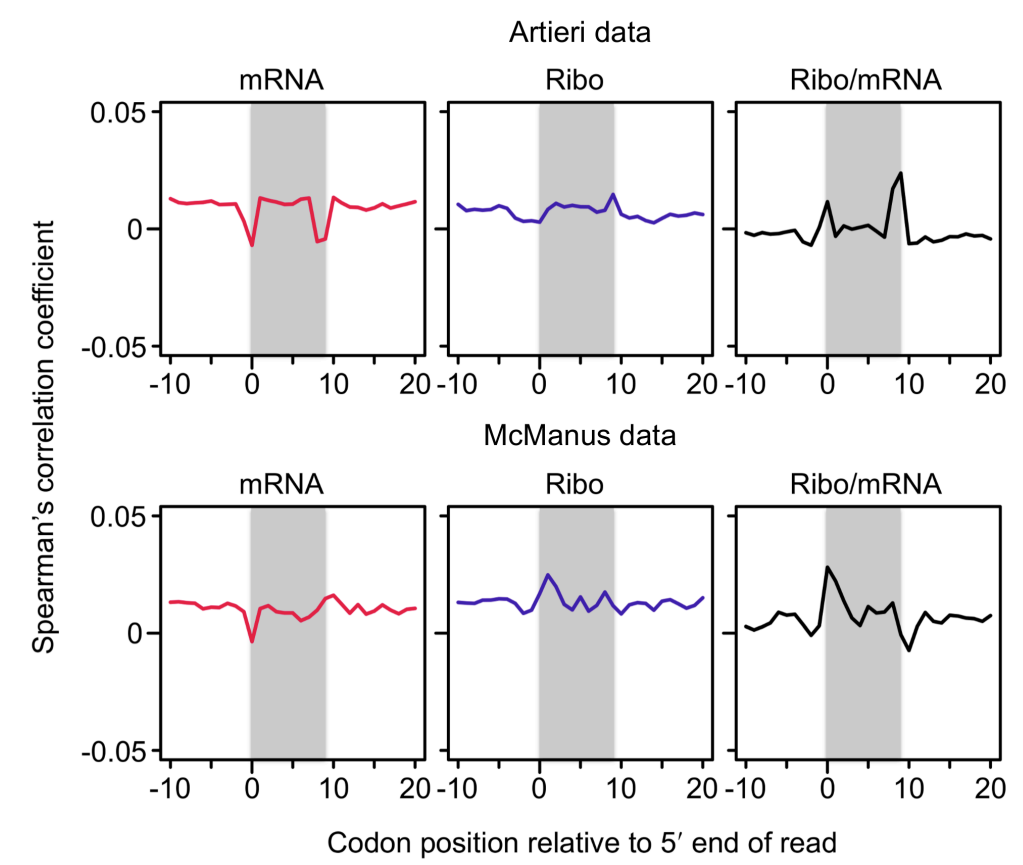 Artieri data
mRNA Ribo Ribo/mRNA
0.05
0
-0.05
-10 0 10 20 -10 0 10 20 -10 0 10 20
Spearman’s correlation coefficient
McManus data
mRNA Ribo Ribo/mRNA
0.05
0
-0.05
-10 0 10 20 -10 0 10 20 -10 0 10 20
Codon position relative to 5′ end of read